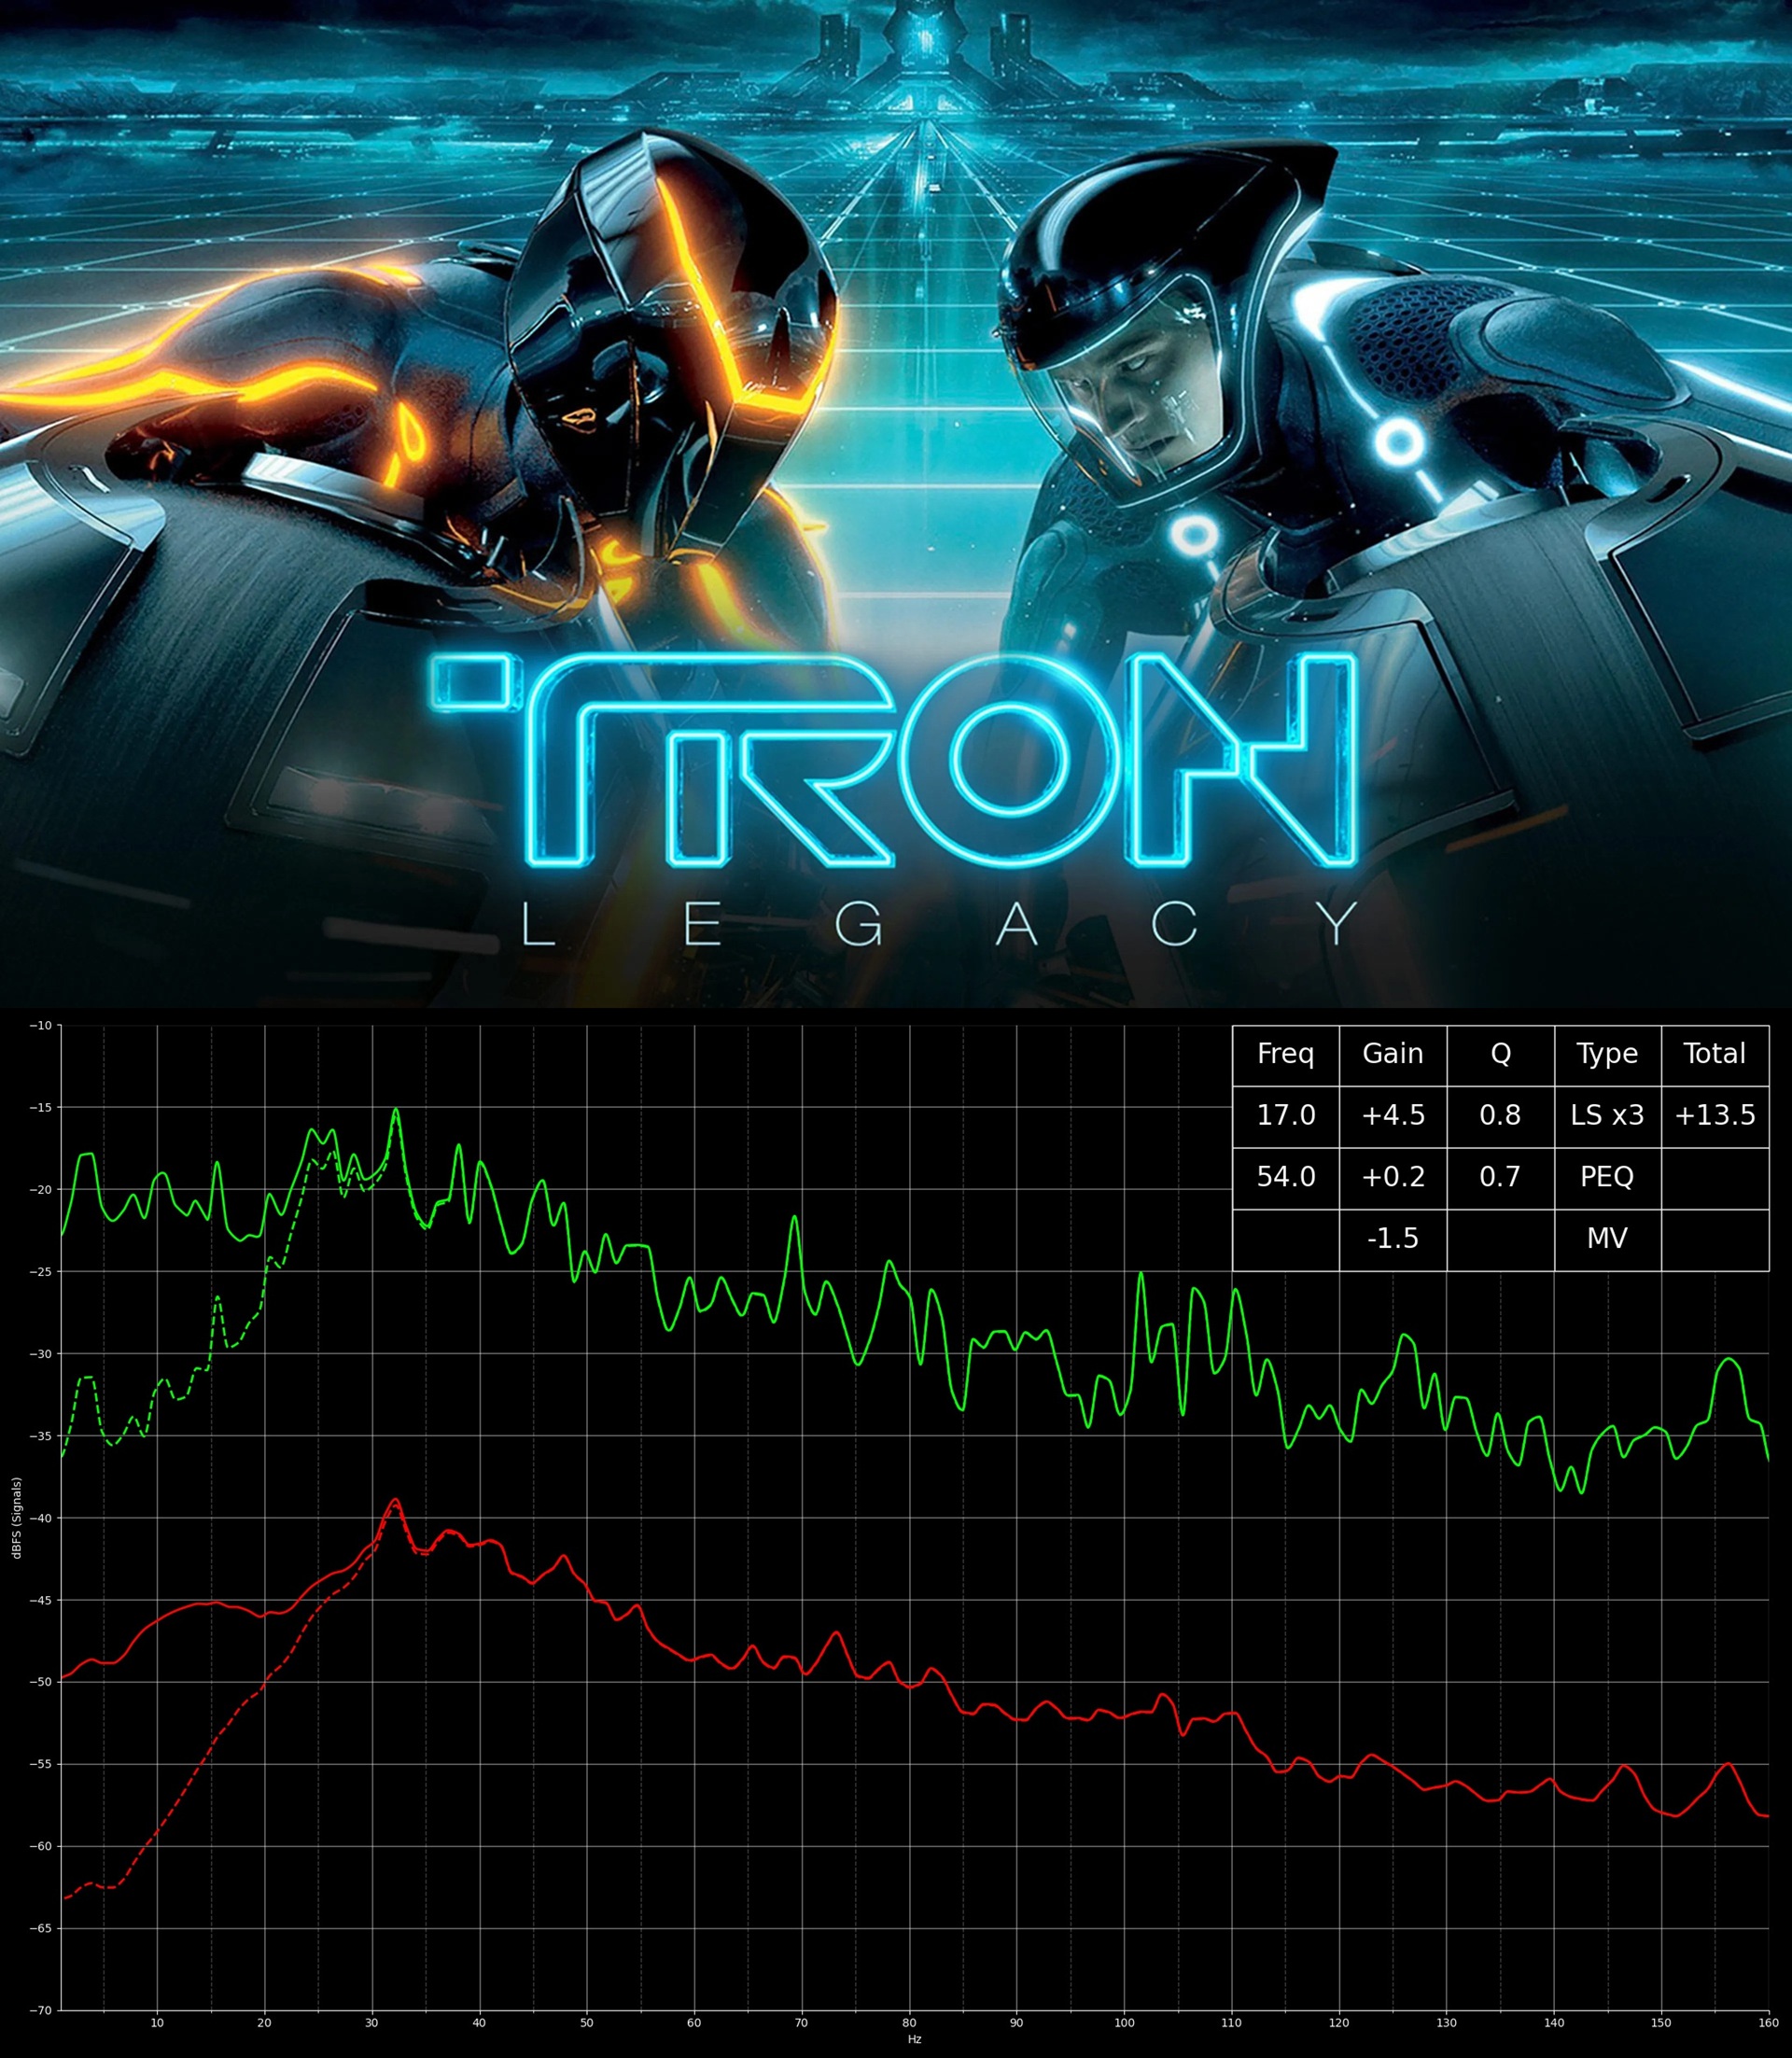 TRON
LEGACY
Freq Gain Q Type Total
17.0 +4.5 0.8 LS x3 +13.5
54.0 +0.2 0.7 PEQ
-1.5 MV
−10
−15
−20
−25
−30
−35
−40
−45
−50
−55
−60
−65
−70
dBFS (Signals)
10 20 30 40 50 60 70 80 90 100 110 120 130 140 150 160
Hz